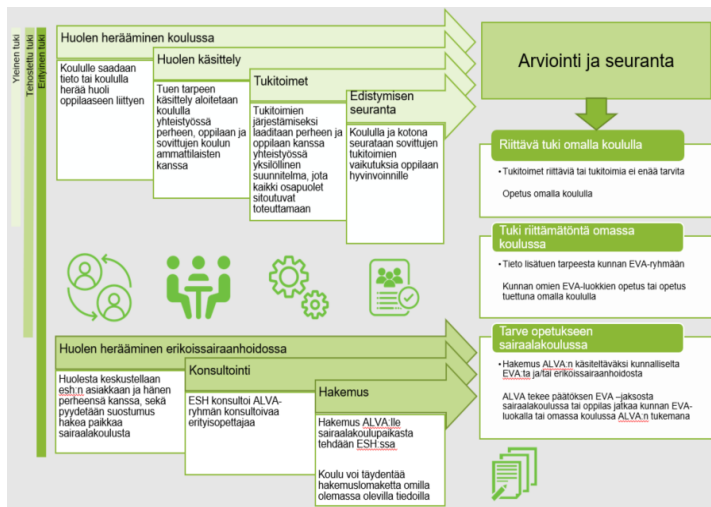 Yleinen tuki
Tehostettu tuki
Erityinen tuki
Huolen herääminen koulussa
Koululle saadaan
tieto tai koululla
herää huoli
oppilaaseen liittyen
Huolen käsittely
Tuen tarpeen
käsittely aloitetaan
koululla
yhteistyössä
perheen, oppilaan ja
sovittujen koulun
ammattilaisten
kanssa
Tukitoimet
Tukitoimien
järjestämiseksi
laaditaan perheen ja
oppilaan kanssa
yhteistyössä
yksilöllinen
suunnitelma, jota
kaikki osapuolet
sitoutuvat
toteuttamaan
Edistymisen
seuranta
Koululla ja kotona
seurataan sovittujen
tukitoimien
vaikutuksia oppilaan
hyvinvoinnille
Arviointi ja seuranta
Riittävä tuki omalla koululla
• Tukitoimet riittäviä tai tukitoimia ei enää tarvita
Opetus omalla koululla
Tuki riittämätöntä omassa
koulussa
• Tieto lisätuen tarpeesta kunnan EVA-ryhmään
Kunnan omien EVA-luokkien opetus tai opetus
tuettuna omalla koululla
Tarve opetukseen
sairaalakoulussa
• Hakemus ALVA:n käsiteltäväksi kunnalliselta
EVA:ta ja/tai erikoissairaanhoidosta
ALVA tekee päätöksen EVA –jaksosta
sairaalakoulussa tai oppilas jatkaa kunnan EVA-
luokalla tai omassa koulussa ALVA:n tukemana
Huolen herääminen erikoissairaanhoidossa
Huolesta keskustellaan
esh:n asiakkaan ja hänen
perheensä kanssa, sekä
pyydetään suostumus
hakea paikkaa
sairaalakoulusta
Konsultointi
ESH konsultoi ALVA-
ryhmän konsultoivaa
erityisopettajaa
Hakemus
Hakemus ALVA:lle
sairaalakoulupaikasta
tehdään ESH:ssa
Koulu voi täydentää
hakemuslomaketta omilla
olemassa olevilla tiedoilla